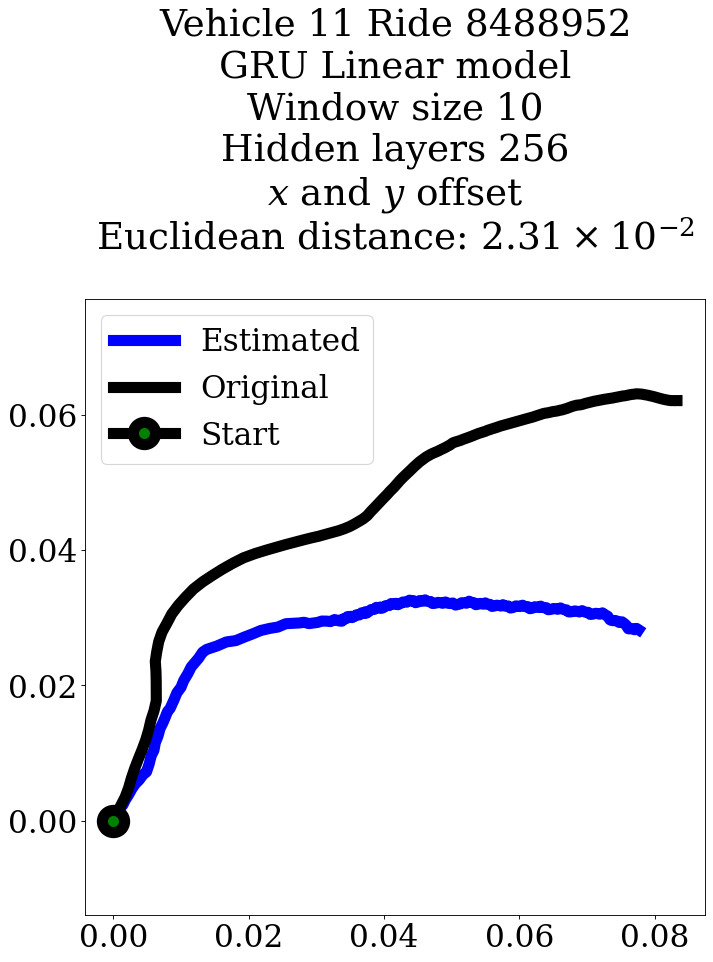 Vehicle 11 Ride 8488952
GRU Linear model
Window size 10
Hidden layers 256
x and y offset
Euclidean distance: 2.31 × 10⁻²
Estimated
Original
Start
0.06
0.04
0.02
0.00
0.00 0.02 0.04 0.06 0.08